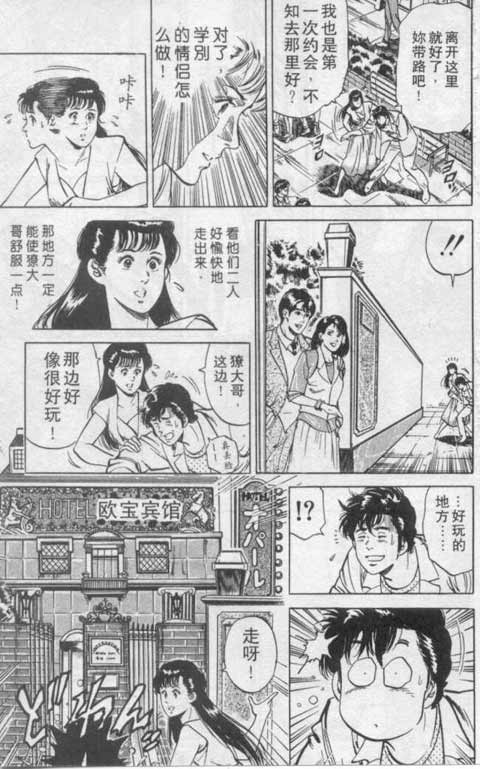 离开这里
就好了，
妳带路吧！
我也是第
一次约会，不
知去那里好？
对了
学别
的情侣怎
么做！
咔
咔
!!
看他们二人
好愉快地
走出来，
那地方一定
能使獠大
哥舒服一点！
獠大哥，
这边！
那边好
像很好玩！
…好玩的
地方……
!?
HOTEL 欧宝宾馆
HOTEL
オパール
走呀！